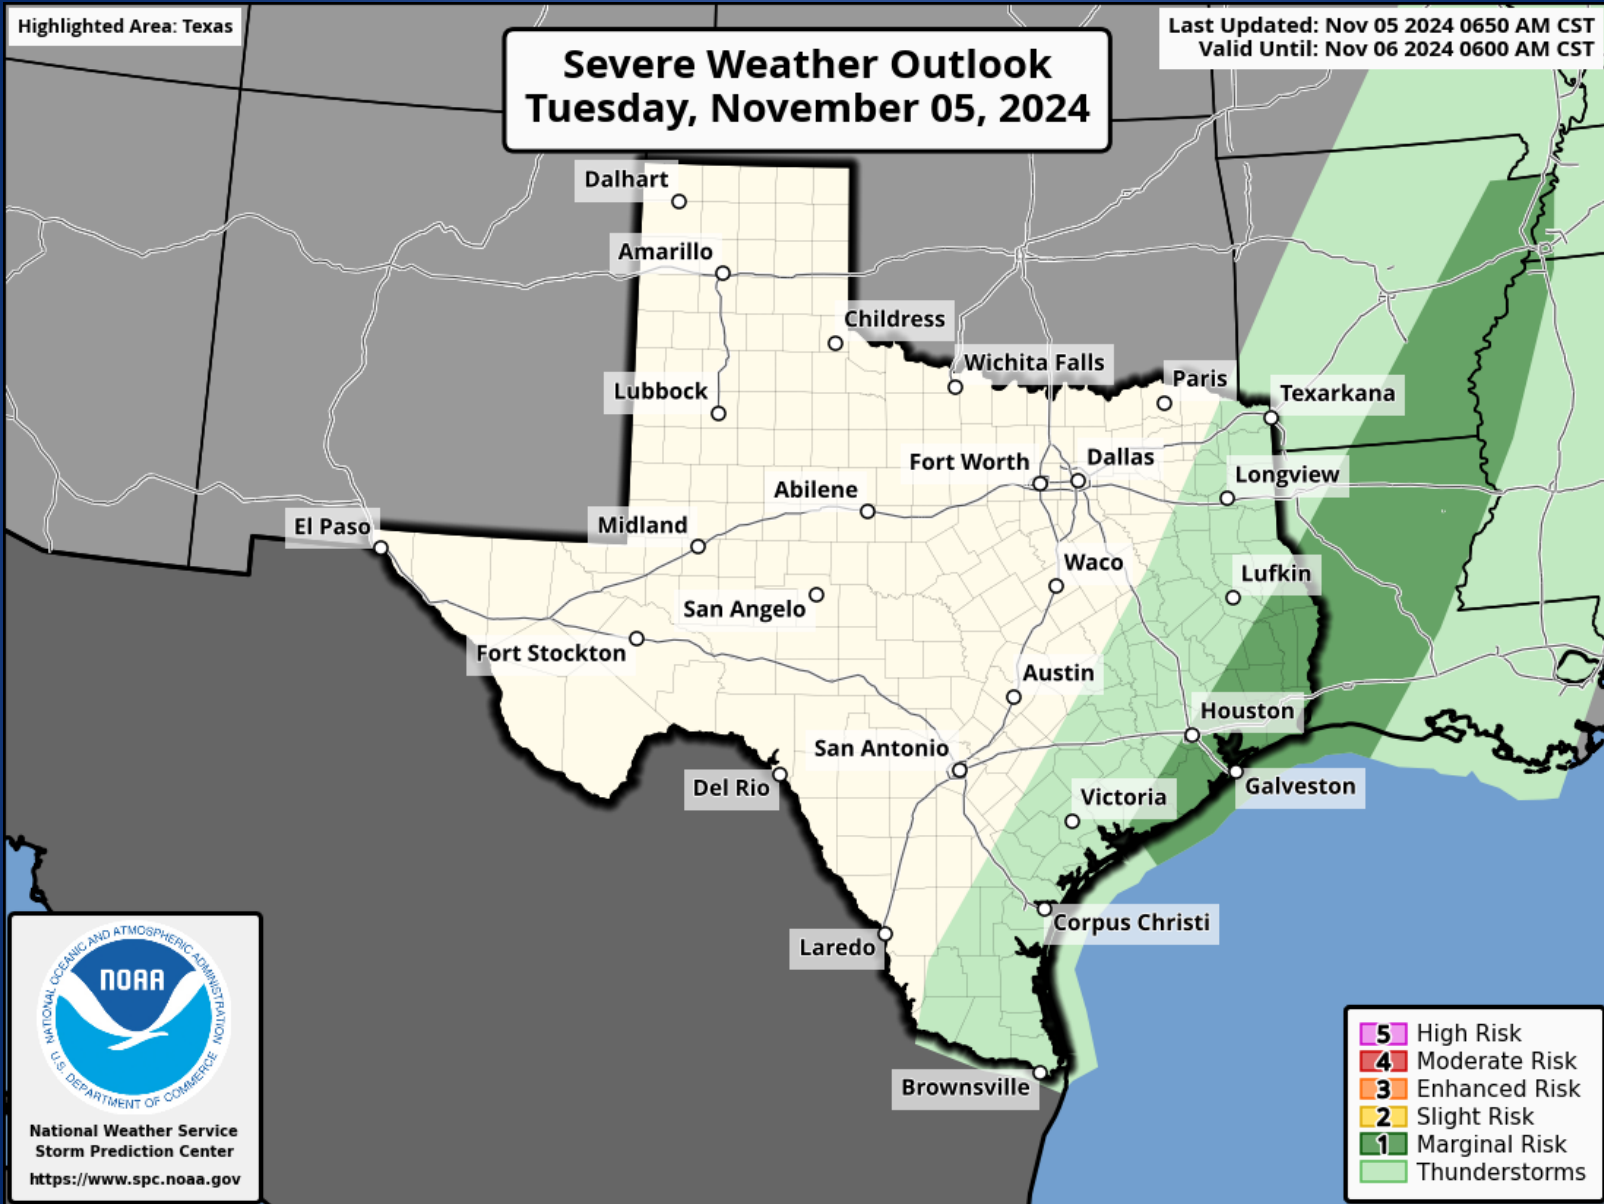 Highlighted Area: Texas
Severe Weather Outlook
Tuesday, November 05, 2024
Last Updated: Nov 05 2024 0650 AM CST
Valid Until: Nov 06 2024 0600 AM CST
Dalhart
Amarillo
Childress
Wichita Falls
Paris
Texarkana
Lubbock
Fort Worth
Dallas
Longview
Abilene
El Paso
Midland
Waco
Lufkin
San Angelo
Fort Stockton
Austin
Houston
San Antonio
Del Rio
Galveston
Victoria
Corpus Christi
Laredo
Brownsville
NATIONAL OCEANIC AND ATMOSPHERIC ADMINISTRATION
NOAA
U.S. DEPARTMENT OF COMMERCE
National Weather Service
Storm Prediction Center
https://www.spc.noaa.gov
5 High Risk
4 Moderate Risk
3 Enhanced Risk
2 Slight Risk
1 Marginal Risk
Thunderstorms